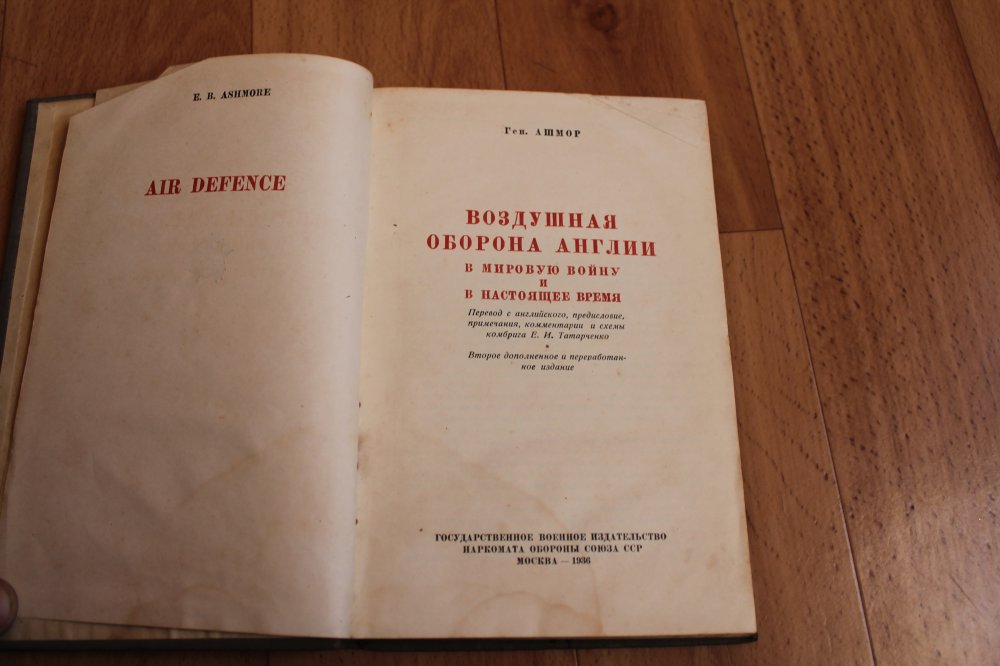 E. B. ASHMORE
AIR DEFENCE
Ген. АШМОР
ВОЗДУШНАЯ
ОБОРОНА АНГЛИИ
В МИРОВУЮ ВОЙНУ
И
В НАСТОЯЩЕЕ ВРЕМЯ
Перевод с английского, предисловие,
примечания, комментарии и схемы
комбрига Е. И. Татарченко
Второе дополненное и переработан-
ное издание
ГОСУДАРСТВЕННОЕ ВОЕННОЕ ИЗДАТЕЛЬСТВО
НАРКОМАТА ОБОРОНЫ СОЮЗА ССР
МОСКВА — 1936